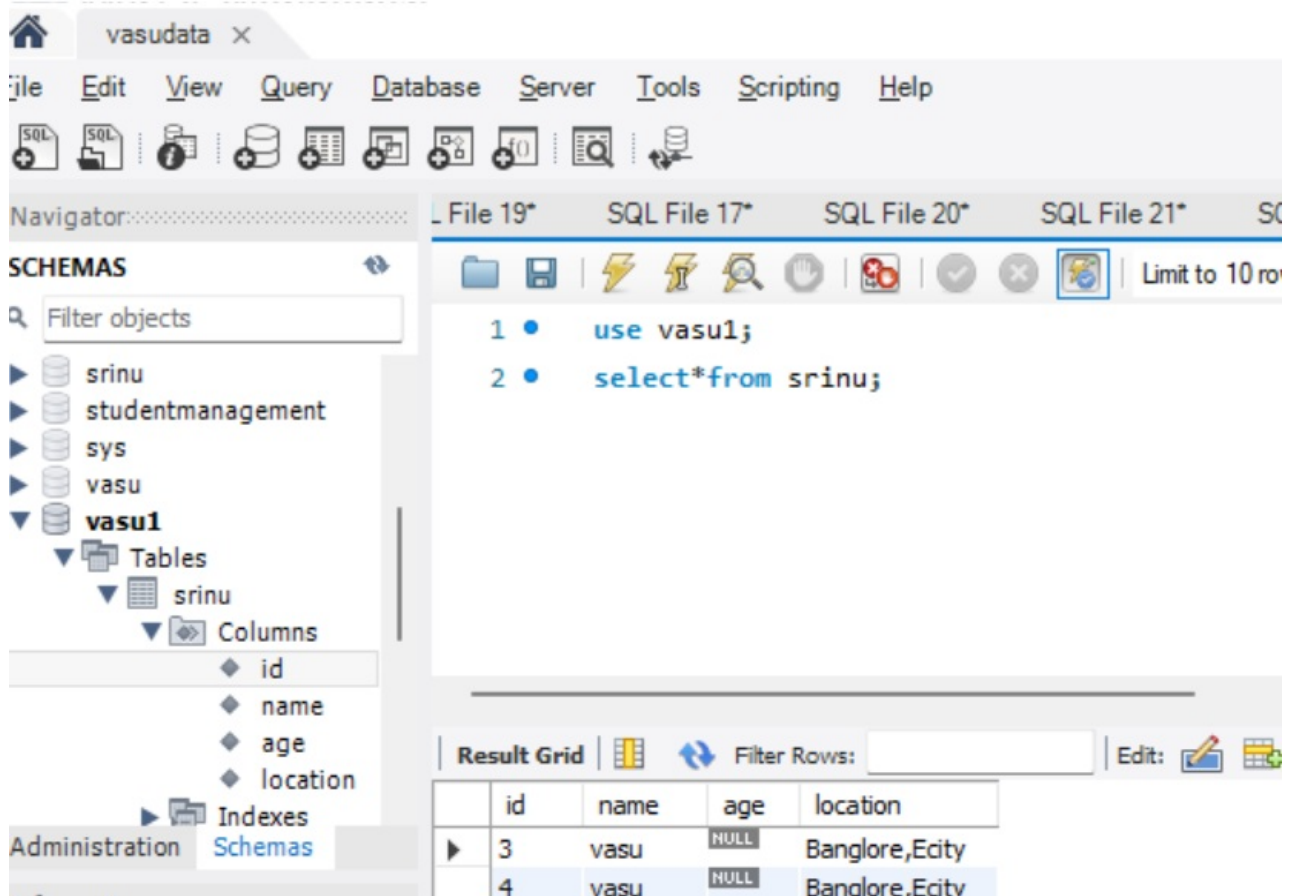 vasudata ×
File Edit View Query Database Server Tools Scripting Help
SQL SQL i f()
Navigator
SCHEMAS
Filter objects
srinu
studentmanagement
sys
vasu
vasu1
Tables
srinu
Columns
id
name
age
location
Indexes
Administration Schemas
L File 19* SQL File 17* SQL File 20* SQL File 21* SQ
Limit to 10 ro
1 use vasu1;
2 select*from srinu;
Result Grid Filter Rows: Edit:
id name age location
3 vasu NULL Banglore,Ecity
4 vasu NULL Banglore,Ecity